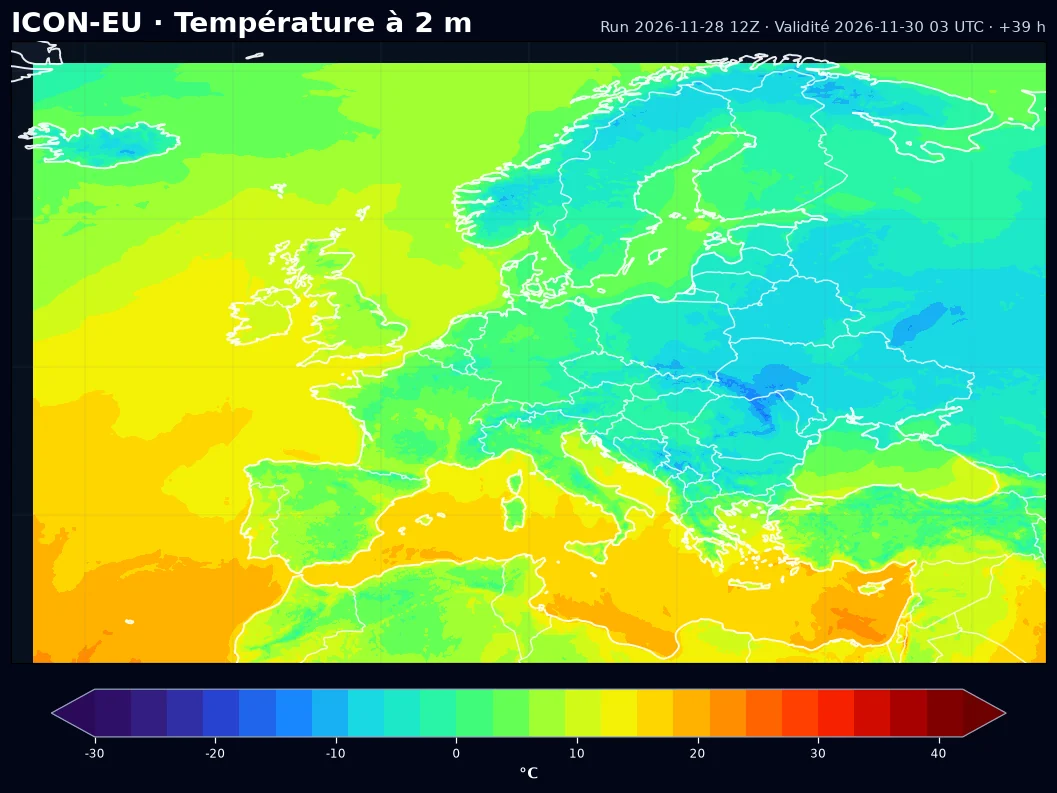 ICON-EU · Température à 2 m
Run 2026-11-28 12Z · Validité 2026-11-30 03 UTC · +39 h
-30 -20 -10 0 10 20 30 40
°C